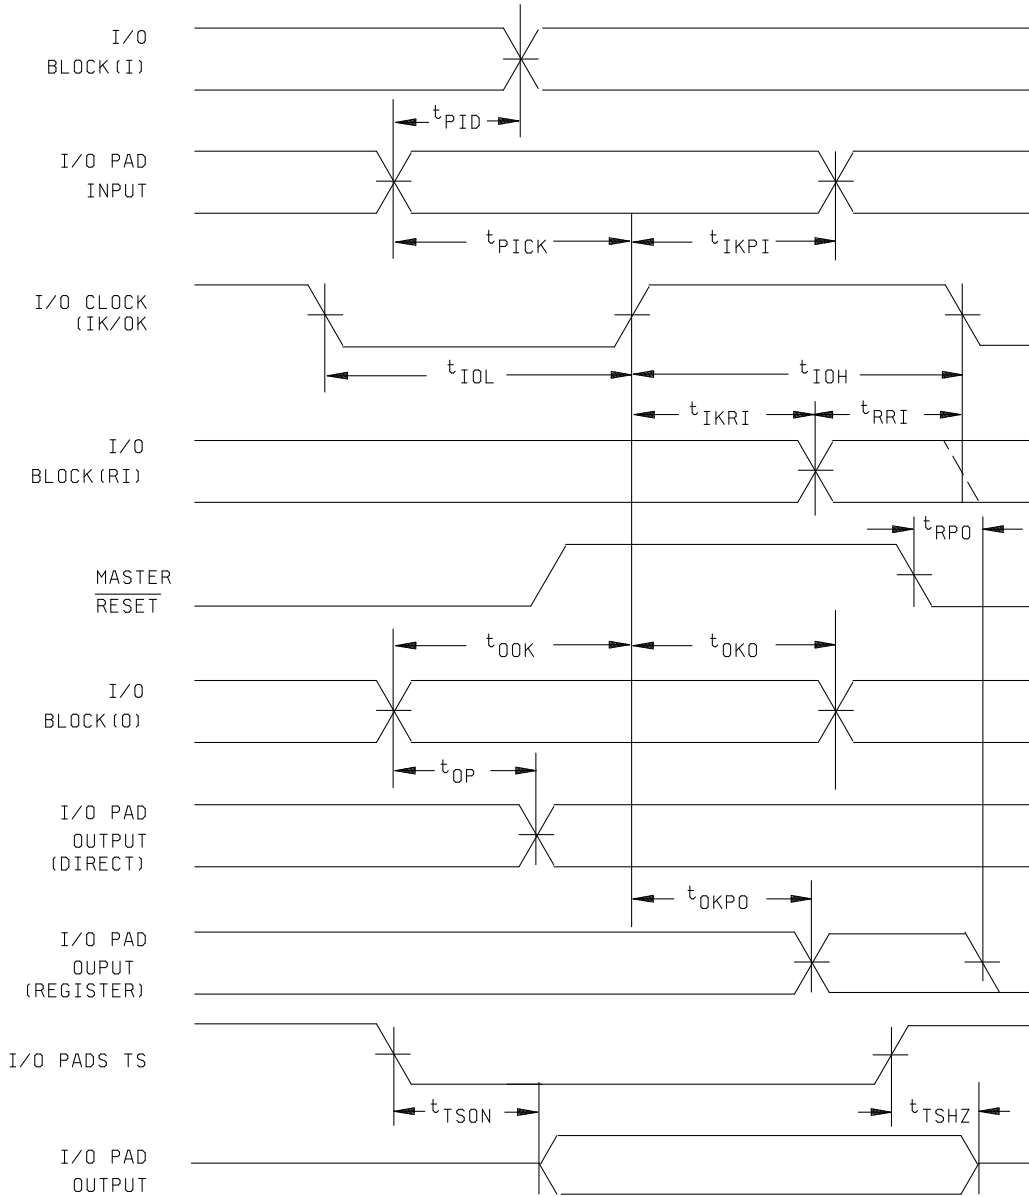 I/O
BLOCK(I)
tPID
I/O PAD
INPUT
tPICK
tIKPI
I/O CLOCK
(IK/OK
tIOL
tIOH
tIKRI
tRRI
I/O
BLOCK(RI)
tRPO
MASTER
RESET
tOOK
tOKO
I/O
BLOCK(O)
tOP
I/O PAD
OUTPUT
(DIRECT)
tOKPO
I/O PAD
OUPUT
(REGISTER)
I/O PADS TS
tTSON
tTSHZ
I/O PAD
OUTPUT